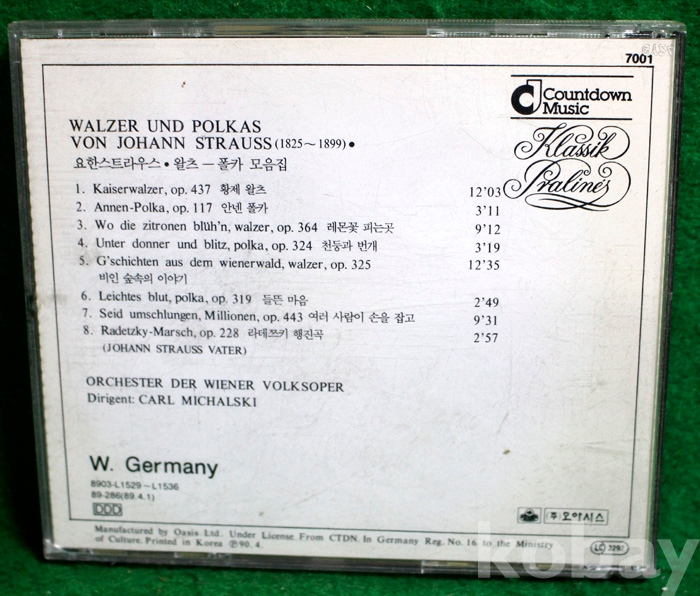 7001
Countdown
Music
Klassik
Pralinés
WALZER UND POLKAS
VON JOHANN STRAUSS (1825~1899)●
요한스트라우스 • 왈츠 — 폴카 모음집
1. Kaiserwalzer, op. 437 황제 왈츠 12'03
2. Annen-Polka, op. 117 안넨 폴카 3'11
3. Wo die zitronen blüh'n, walzer, op. 364 레몬꽃 피는곳 9'12
4. Unter donner und blitz, polka, op. 324 천둥과 번개 3'19
5. G'schichten aus dem wienerwald, walzer, op. 325 12'35
비인 숲속의 이야기
6. Leichtes blut, polka, op. 319 들뜬 마음 2'49
7. Seid umschlungen, Millionen, op. 443 여러 사람이 손을 잡고 9'31
8. Radetzky-Marsch, op. 228 라데쯔키 행진곡 2'57
(JOHANN STRAUSS VATER)
ORCHESTER DER WIENER VOLKSOPER
Dirigent: CARL MICHALSKI
W. Germany
8903-L1529~L1536
89-286(89.4.1)
DDD
(주)오아시스
Manufactured by Oasis Ltd. Under License From CTDN. In Germany Reg. No. 16. to the Ministry
of Culture. Printed in Korea ℗90.4.
LC 3292
kobay